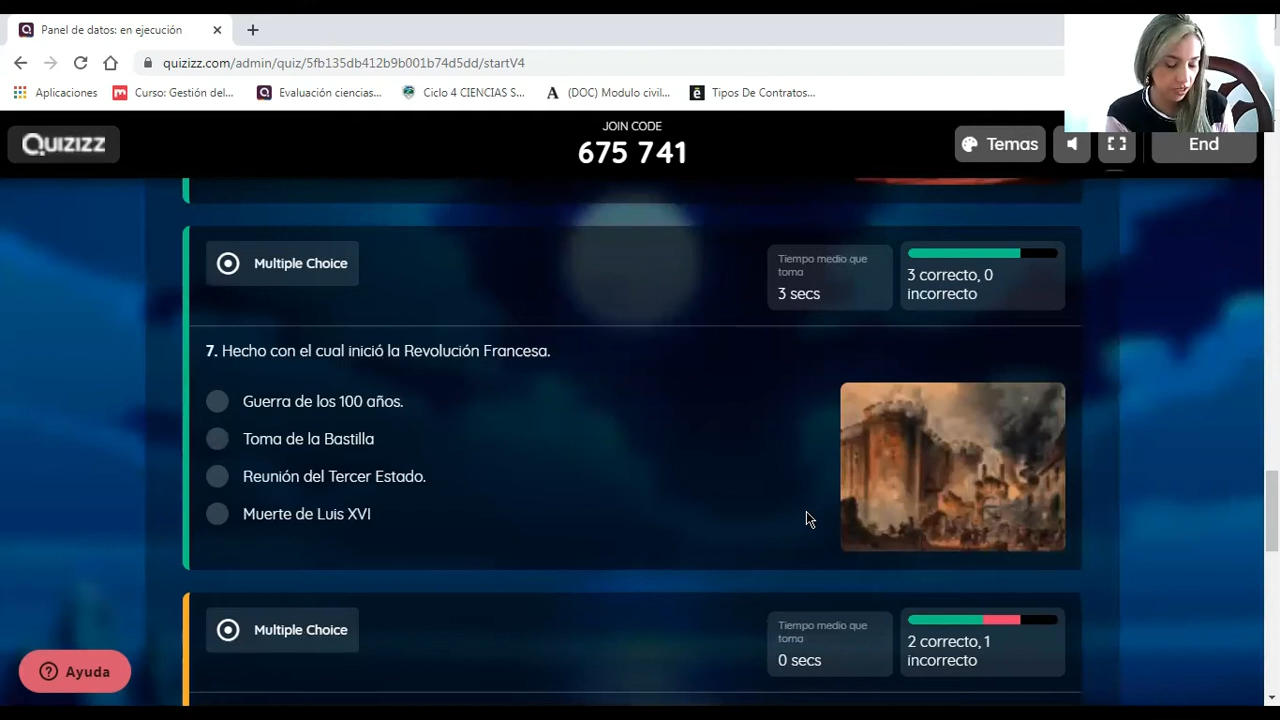 Panel de datos: en ejecución
quizizz.com/admin/quiz/5fb135db412b9b001b74d5dd/startV4
Aplicaciones
Curso: Gestión del...
Evaluación ciencias...
Ciclo 4 CIENCIAS S...
(DOC) Modulo civil...
Tipos De Contratos...
Quizizz
JOIN CODE
675 741
Temas
End
Multiple Choice
Tiempo medio que
toma
3 secs
3 correcto, 0
incorrecto
7. Hecho con el cual inició la Revolución Francesa.
Guerra de los 100 años.
Toma de la Bastilla
Reunión del Tercer Estado.
Muerte de Luis XVI
Multiple Choice
Tiempo medio que
toma
0 secs
2 correcto, 1
incorrecto
Ayuda